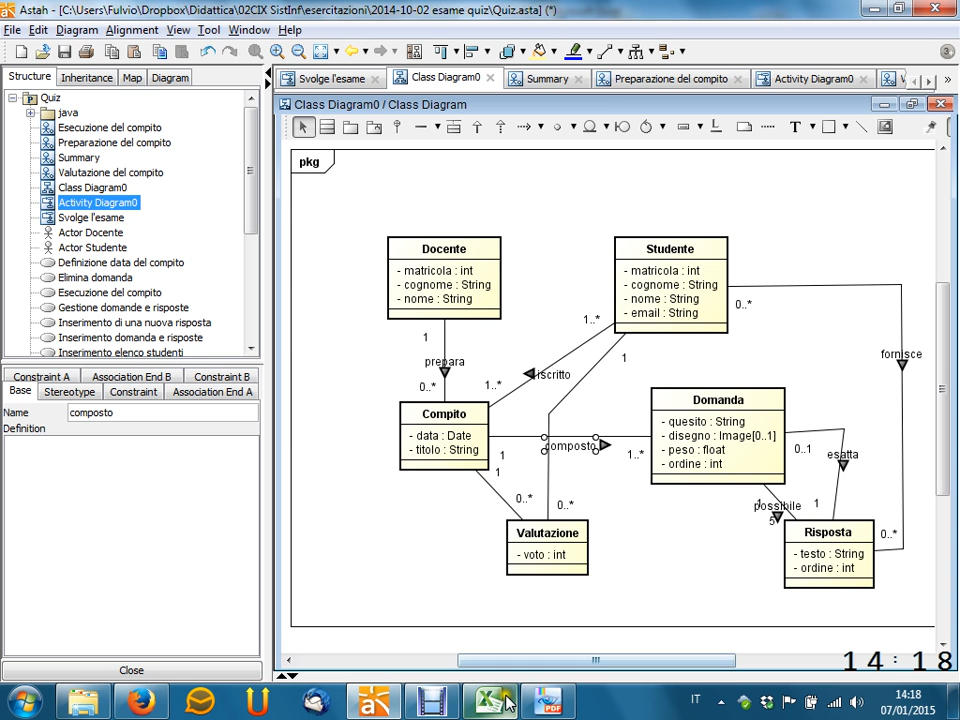 Astah - [C:\Users\Fulvio\Dropbox\Didattica\02CIX SistInf\esercitazioni\2014-10-02 esame quiz\Quiz.asta] (*)
File Edit Diagram Alignment View Tool Window Help
3
Structure Inheritance Map Diagram
Svolge l'esame Class Diagram0 Summary Preparazione del compito Activity Diagram0
Class Diagram0 / Class Diagram
Quiz
java
Esecuzione del compito
Preparazione del compito
Summary
Valutazione del compito
Class Diagram0
Activity Diagram0
Svolge l'esame
Actor Docente
Actor Studente
Definizione data del compito
Elimina domanda
Esecuzione del compito
Gestione domande e risposte
Inserimento di una nuova risposta
Inserimento domanda e risposte
Inserimento elenco studenti
Constraint A Association End B Constraint B
Base Stereotype Constraint Association End A
Name composto
Definition
Close
pkg
Docente
- matricola : int
- cognome : String
- nome : String
Studente
- matricola : int
- cognome : String
- nome : String
- email : String
0..*
1..*
1
prepara
0..*
1
iscritto
1..*
fornisce
Compito
- data : Date
- titolo : String
Domanda
- quesito : String
- disegno : Image[0..1]
- peso : float
- ordine : int
1
composto
1..*
0..1
esatta
1
1
0..*
0..*
1
possibile
5
Valutazione
- voto : int
Risposta
- testo : String
- ordine : int
0..*
14:18
IT
14:18
07/01/2015